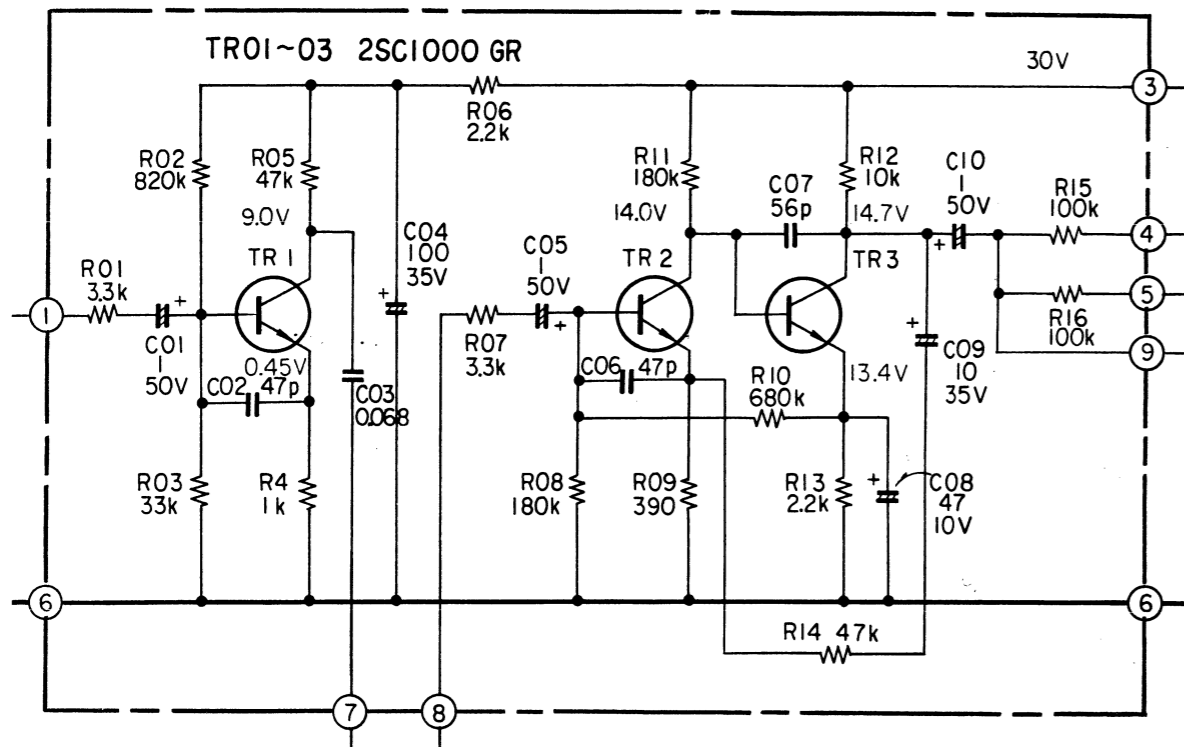 TR01~03 2SC1000 GR
30V
3
R06
2.2k
R02
820k
R05
47k
R11
180k
R12
10k
C10
1
50V
R15
100k
9.0V
14.0V
C07
56p
14.7V
4
C04
100
35V
C05
1
50V
TR 1
TR 2
TR 3
R01
3.3k
1
5
R16
100k
C01
1
50V
R07
3.3k
C09
10
35V
9
0.45V
C02 47p
C03
0.068
C06 47p
R10
680k
13.4V
R03
33k
R4
1k
R08
180k
R09
390
R13
2.2k
C08
47
10V
6
6
R14 47k
7
8